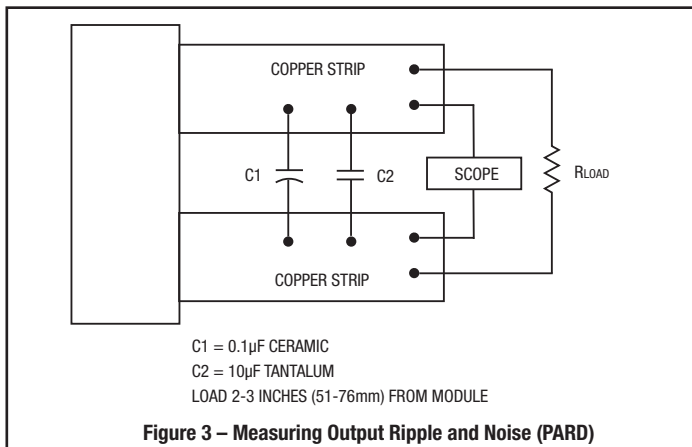 COPPER STRIP
C1
C2
SCOPE
RLOAD
COPPER STRIP
C1 = 0.1µF CERAMIC
C2 = 10µF TANTALUM
LOAD 2-3 INCHES (51-76mm) FROM MODULE
Figure 3 – Measuring Output Ripple and Noise (PARD)